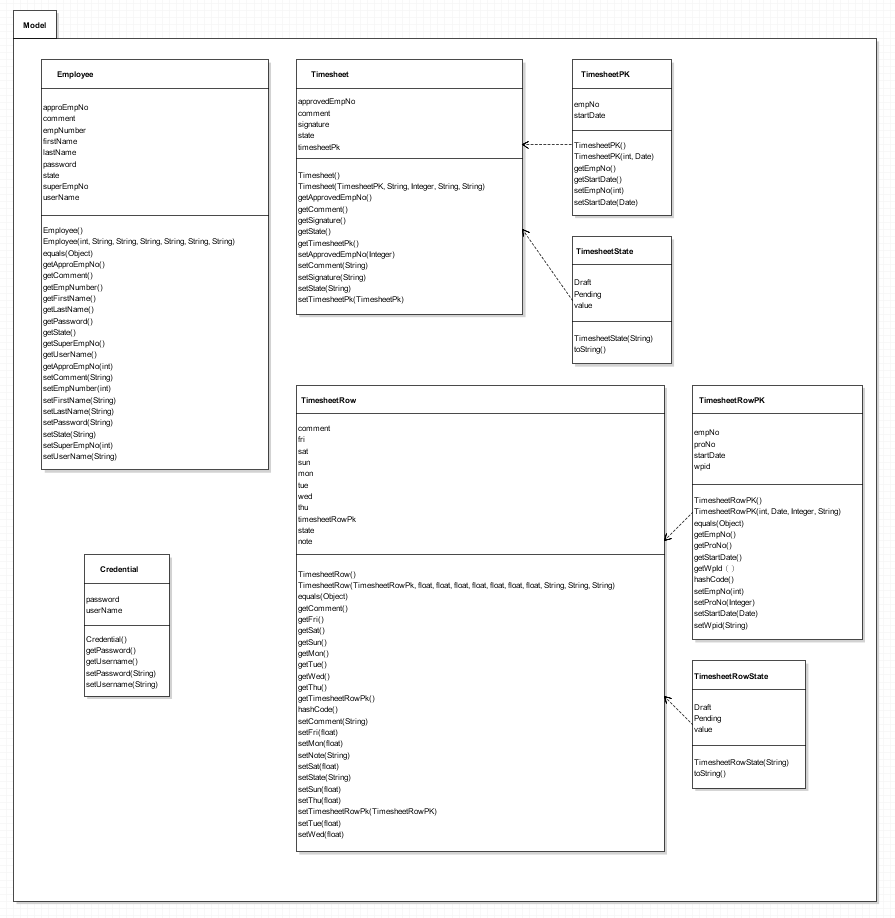 Model
Employee
approEmpNo
comment
empNumber
firstName
lastName
password
state
superEmpNo
userName
Employee()
Employee(int, String, String, String, String, String, String)
equals(Object)
getApproEmpNo()
getComment()
getEmpNumber()
getFirstName()
getLastName()
getPassword()
getState()
getSuperEmpNo()
getUserName()
getApproEmpNo(int)
setComment(String)
setEmpNumber(int)
setFirstName(String)
setLastName(String)
setPassword(String)
setState(String)
setSuperEmpNo(int)
setUserName(String)
Timesheet
approvedEmpNo
comment
signature
state
timesheetPk
Timesheet()
Timesheet(TimesheetPK, String, Integer, String, String)
getApprovedEmpNo()
getComment()
getSignature()
getState()
getTimesheetPk()
setApprovedEmpNo(Integer)
setComment(String)
setSignature(String)
setState(String)
setTimesheetPk(TimesheetPk)
TimesheetPK
empNo
startDate
TimesheetPK()
TimesheetPK(int, Date)
getEmpNo()
getStartDate()
setEmpNo(int)
setStartDate(Date)
TimesheetState
Draft
Pending
value
TimesheetState(String)
toString()
TimesheetRow
comment
fri
sat
sun
mon
tue
wed
thu
timesheetRowPk
state
note
TimesheetRow()
TimesheetRow(TimesheetRowPk, float, float, float, float, float, float, float, String, String, String)
equals(Object)
getComment()
getFri()
getSat()
getSun()
getMon()
getTue()
getWed()
getThu()
getTimesheetRowPk()
hashCode()
setComment(String)
setFri(float)
setMon(float)
setNote(String)
setSat(float)
setState(String)
setSun(float)
setThu(float)
setTimesheetRowPk(TimesheetRowPK)
setTue(float)
setWed(float)
TimesheetRowPK
empNo
proNo
startDate
wpid
TimesheetRowPK()
TimesheetRowPK(int, Date, Integer, String)
equals(Object)
getEmpNo()
getProNo()
getStartDate()
getWpId（ ）
hashCode()
setEmpNo(int)
setProNo(Integer)
setStartDate(Date)
setWpid(String)
Credential
password
userName
Credential()
getPassword()
getUsername()
setPassword(String)
setUsername(String)
TimesheetRowState
Draft
Pending
value
TimesheetRowState(String)
toString()